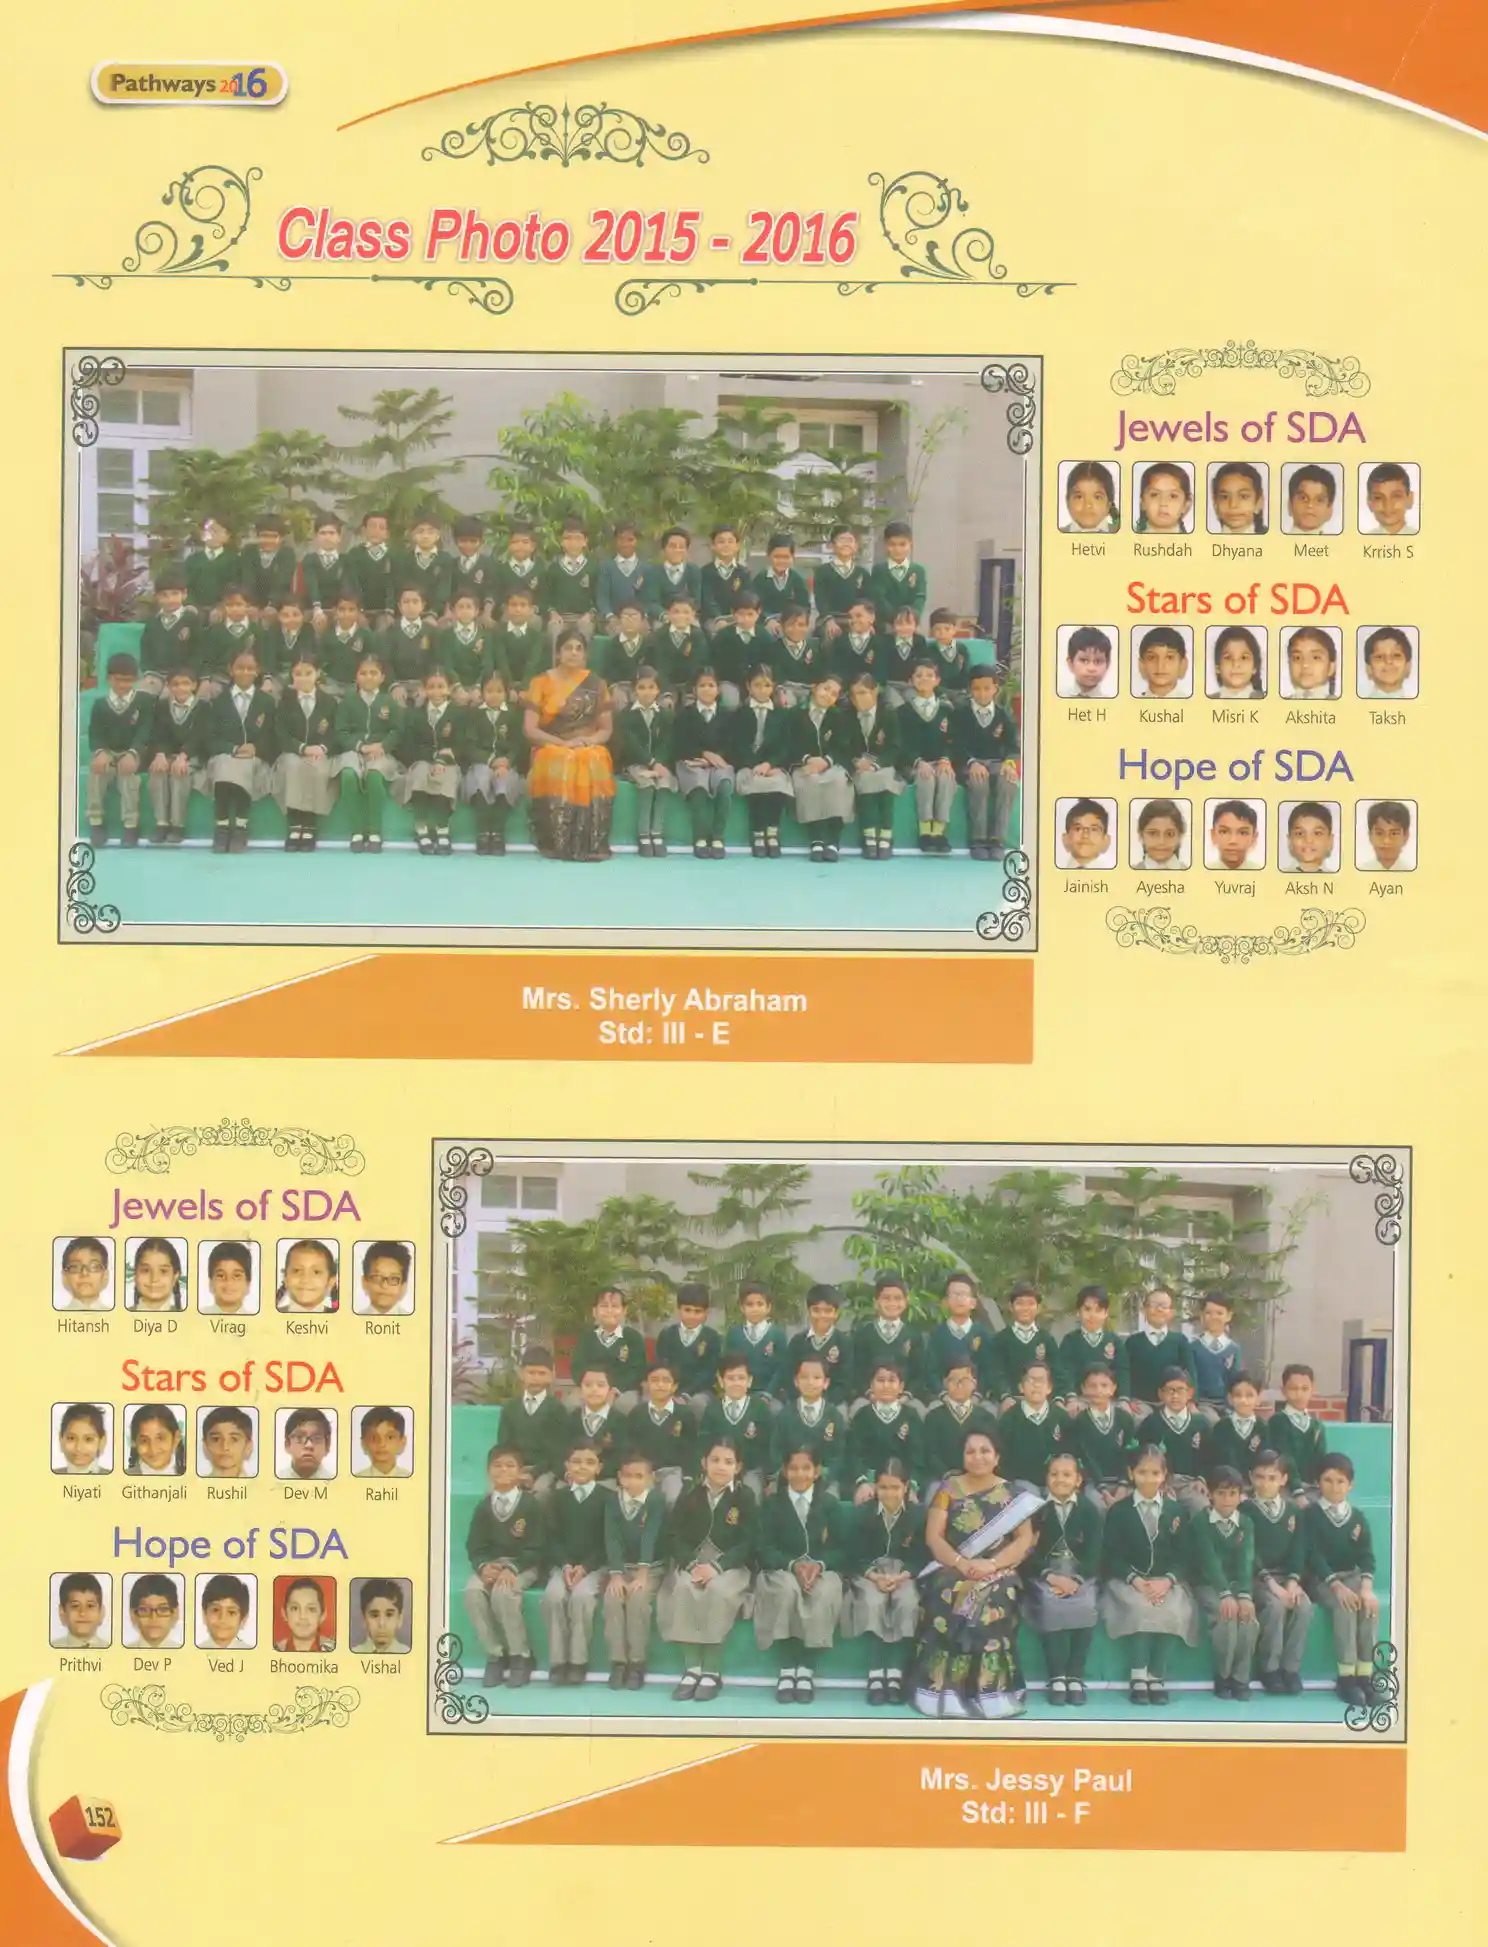 Pathways 2016
Class Photo 2015 - 2016
Jewels of SDA
Hetvi Rushdah Dhyana Meet Krrish S
Stars of SDA
Het H Kushal Misri K Akshita Taksh
Hope of SDA
Jainish Ayesha Yuvraj Aksh N Ayan
Mrs. Sherly Abraham
Std: III - E
Jewels of SDA
Hitansh Diya D Virag Keshvi Ronit
Stars of SDA
Niyati Githanjali Rushil Dev M Rahil
Hope of SDA
Prithvi Dev P Ved J Bhoomika Vishal
Mrs. Jessy Paul
Std: III - F
152